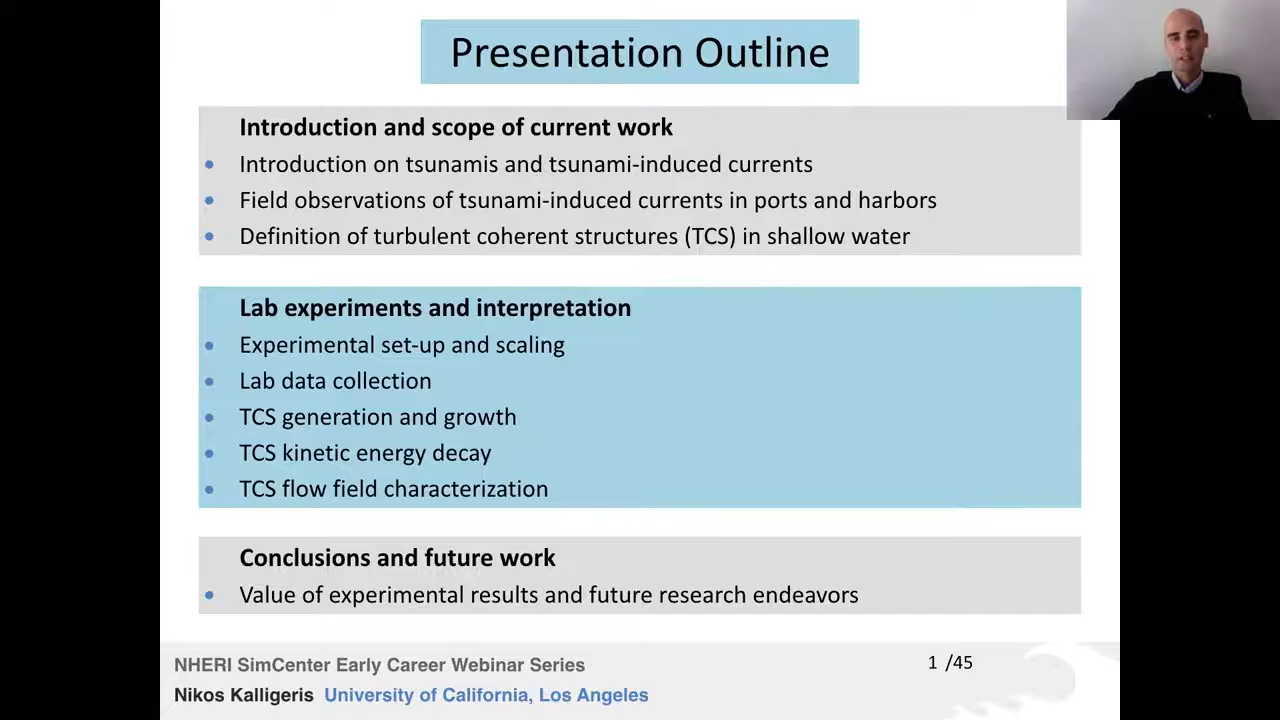 Presentation Outline
Introduction and scope of current work
• Introduction on tsunamis and tsunami-induced currents
• Field observations of tsunami-induced currents in ports and harbors
• Definition of turbulent coherent structures (TCS) in shallow water
Lab experiments and interpretation
• Experimental set-up and scaling
• Lab data collection
• TCS generation and growth
• TCS kinetic energy decay
• TCS flow field characterization
Conclusions and future work
• Value of experimental results and future research endeavors
NHERI SimCenter Early Career Webinar Series
1 /45
Nikos Kalligeris University of California, Los Angeles